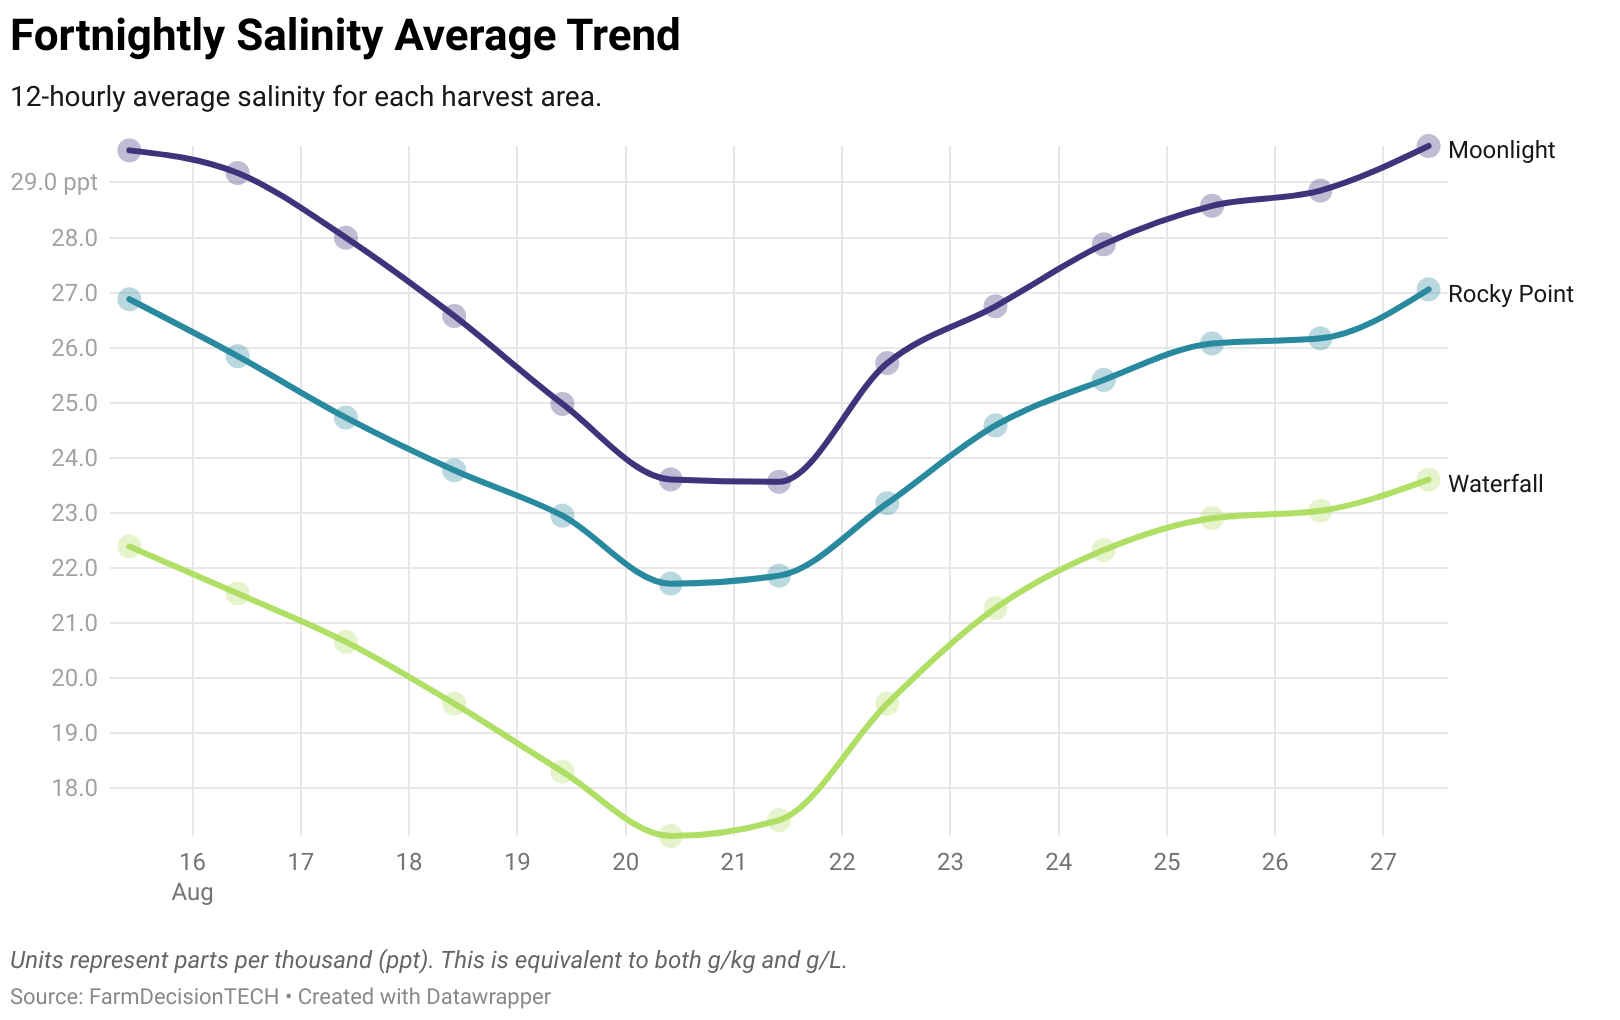 Fortnightly Salinity Average Trend
12-hourly average salinity for each harvest area.
Moonlight
29.0 ppt
28.0
27.0
Rocky Point
26.0
25.0
24.0
Waterfall
23.0
22.0
21.0
20.0
19.0
18.0
16 17 18 19 20 21 22 23 24 25 26 27
Aug
Units represent parts per thousand (ppt). This is equivalent to both g/kg and g/L.
Source: FarmDecisionTECH • Created with Datawrapper